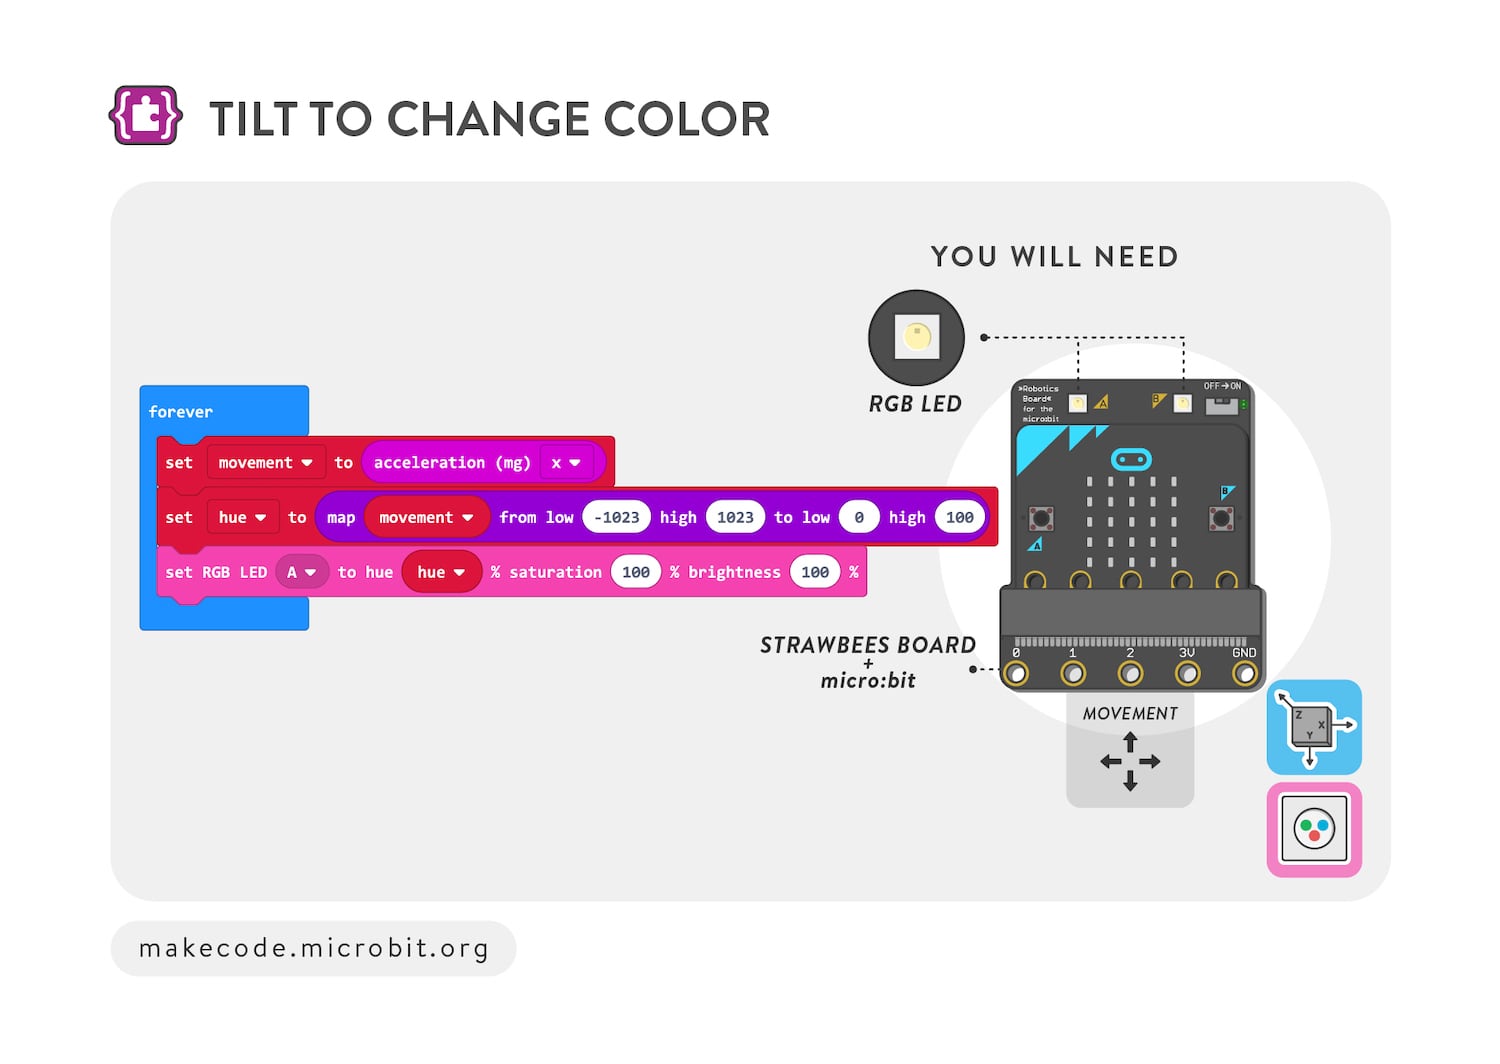 TILT TO CHANGE COLOR
YOU WILL NEED
RGB LED
forever
set movement to acceleration (mg) x
set hue to map movement from low -1023 high 1023 to low 0 high 100
set RGB LED A to hue hue % saturation 100 % brightness 100 %
»Robotics
Board«
for the
micro:bit
A
B
OFF→ON
B
A
0 1 2 3V GND
STRAWBEES BOARD
+
micro:bit
MOVEMENT
Z
X
Y
makecode.microbit.org